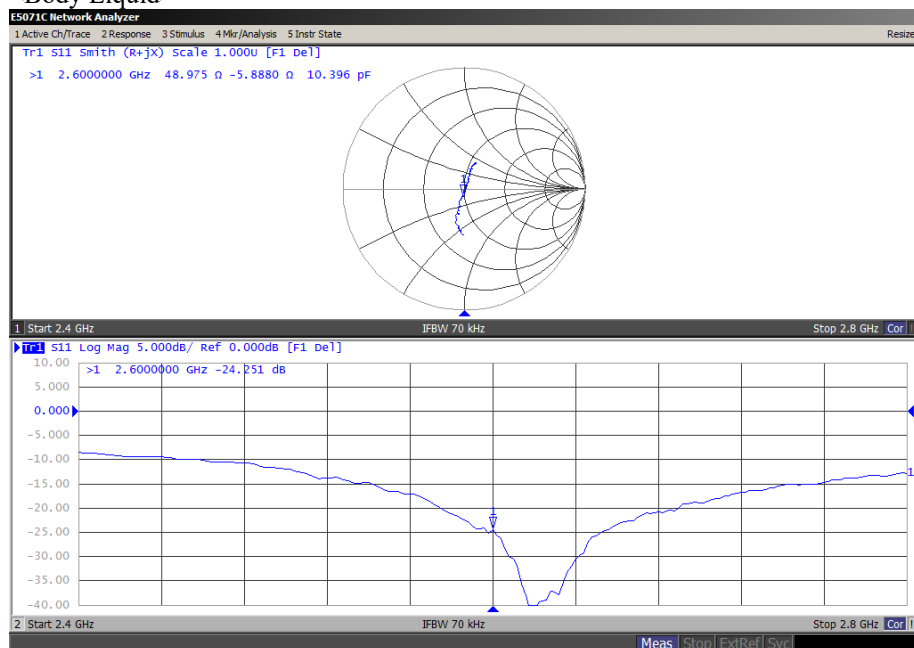 Body Liquid
E5071C Network Analyzer
1 Active Ch/Trace 2 Response 3 Stimulus 4 Mkr/Analysis 5 Instr State Resize
Tr1 S11 Smith (R+jX) Scale 1.000U [F1 Del]
>1 2.6000000 GHz 48.975 Ω -5.8880 Ω 10.396 pF
1
1 Start 2.4 GHz IFBW 70 kHz Stop 2.8 GHz Cor !
Tr1 S11 Log Mag 5.000dB/ Ref 0.000dB [F1 Del]
10.00
>1 2.6000000 GHz -24.251 dB
5.000
0.000
-5.000
-10.00
1
-15.00
-20.00
1
-25.00
-30.00
-35.00
-40.00
2 Start 2.4 GHz IFBW 70 kHz Stop 2.8 GHz Cor !
Meas Stop ExtRef Svc